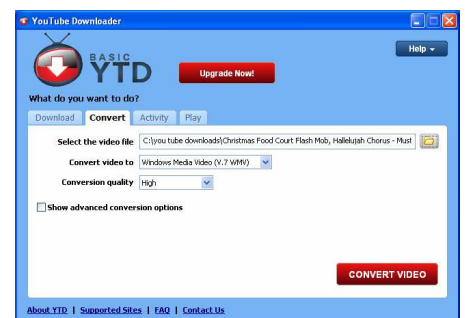 YouTube Downloader
Help
BASIC
YTD
Upgrade Now!
What do you want to do?
Download Convert Activity Play
Select the video file C:\you tube downloads\Christmas Food Court Flash Mob, Hallelujah Chorus - Must
Convert video to Windows Media Video (V.7 WMV)
Conversion quality High
Show advanced conversion options
CONVERT VIDEO
About YTD | Supported Sites | FAQ | Contact Us